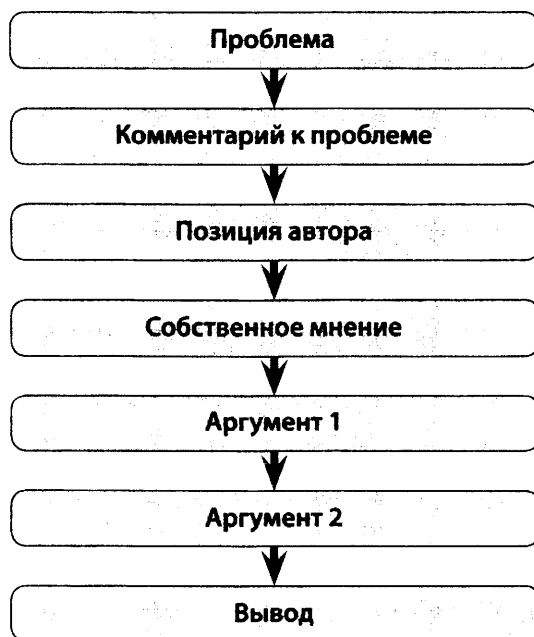 Проблема
Комментарий к проблеме
Позиция автора
Собственное мнение
Аргумент 1
Аргумент 2
Вывод